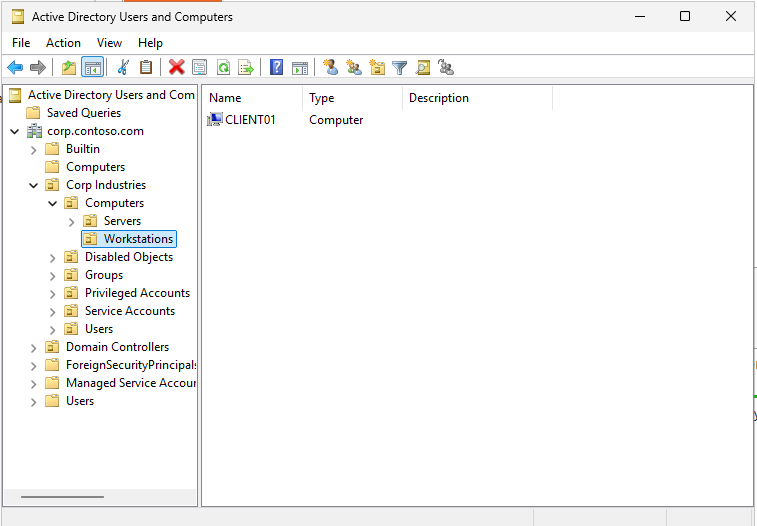 Active Directory Users and Computers
File Action View Help
Active Directory Users and Com
Saved Queries
corp.contoso.com
Builtin
Computers
Corp Industries
Computers
Servers
Workstations
Disabled Objects
Groups
Privileged Accounts
Service Accounts
Users
Domain Controllers
ForeignSecurityPrincipals
Managed Service Accoun
Users
Name Type Description
CLIENT01 Computer